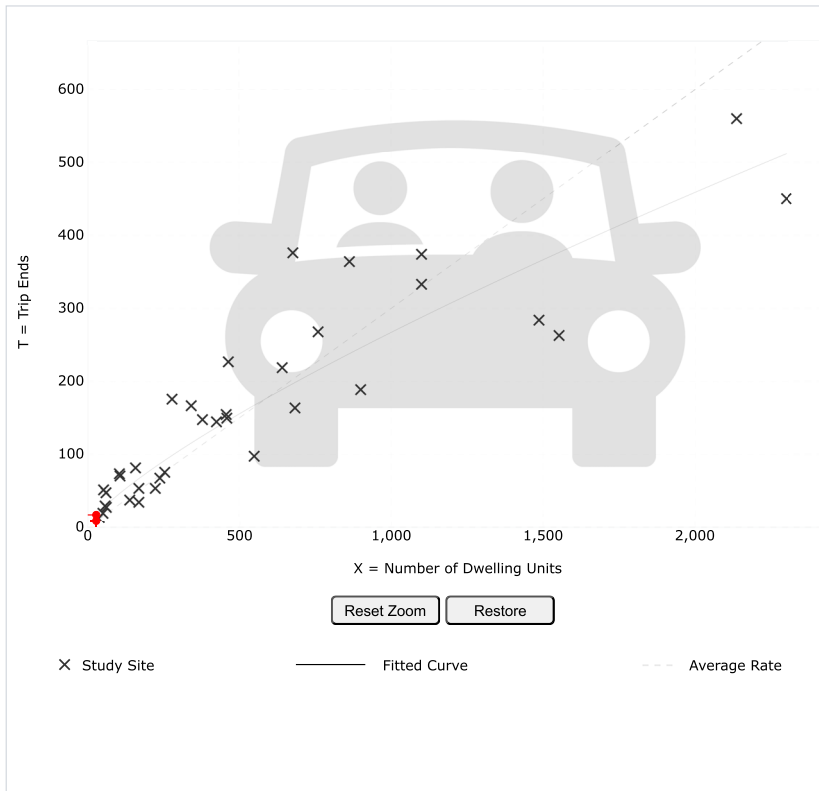 600
500
400
300
200
100
0
T = Trip Ends
0 500 1,000 1,500 2,000
X = Number of Dwelling Units
Reset Zoom Restore
Study Site Fitted Curve Average Rate